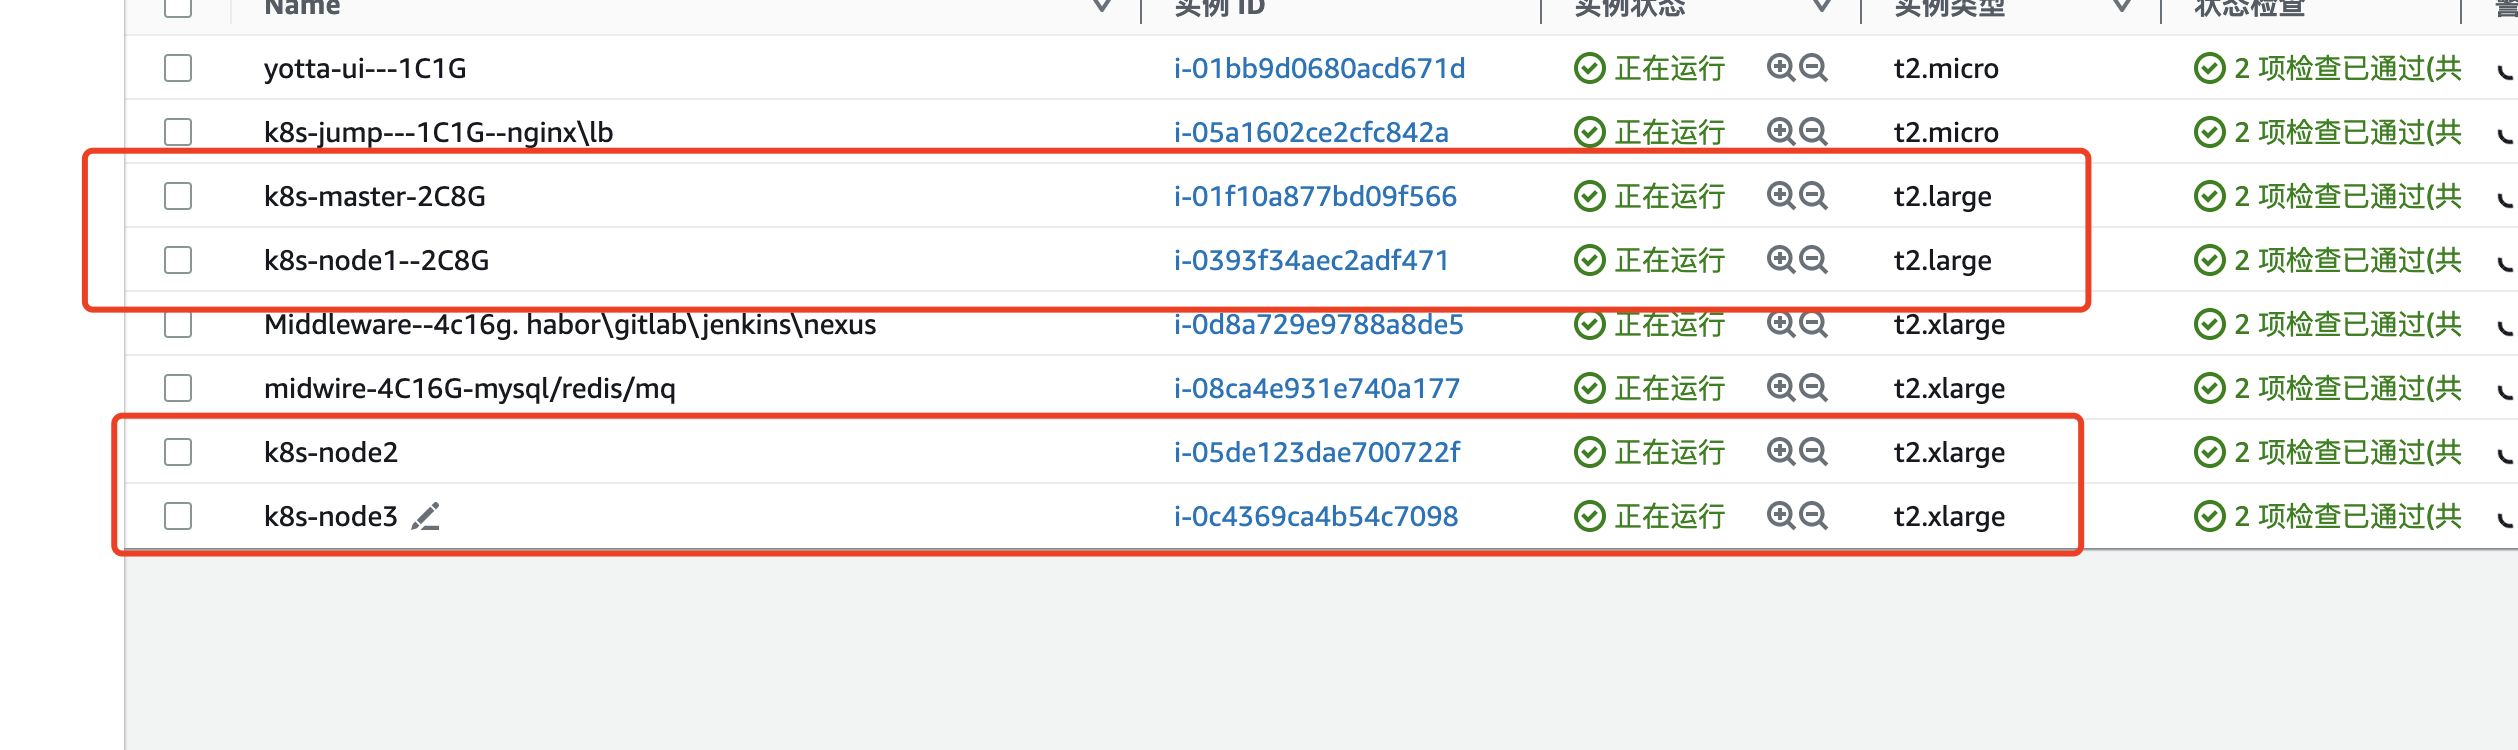 Name 实例 ID 实例状态 实例类型 状态检查 警
yotta-ui---1C1G i-01bb9d0680acd671d 正在运行 t2.micro 2 项检查已通过(共
k8s-jump---1C1G--nginx\lb i-05a1602ce2cfc842a 正在运行 t2.micro 2 项检查已通过(共
k8s-master-2C8G i-01f10a877bd09f566 正在运行 t2.large 2 项检查已通过(共
k8s-node1--2C8G i-0393f34aec2adf471 正在运行 t2.large 2 项检查已通过(共
Middleware--4c16g. habor\gitlab\jenkins\nexus i-0d8a729e9788a8de5 正在运行 t2.xlarge 2 项检查已通过(共
midwire-4C16G-mysql/redis/mq i-08ca4e931e740a177 正在运行 t2.xlarge 2 项检查已通过(共
k8s-node2 i-05de123dae700722f 正在运行 t2.xlarge 2 项检查已通过(共
k8s-node3 i-0c4369ca4b54c7098 正在运行 t2.xlarge 2 项检查已通过(共